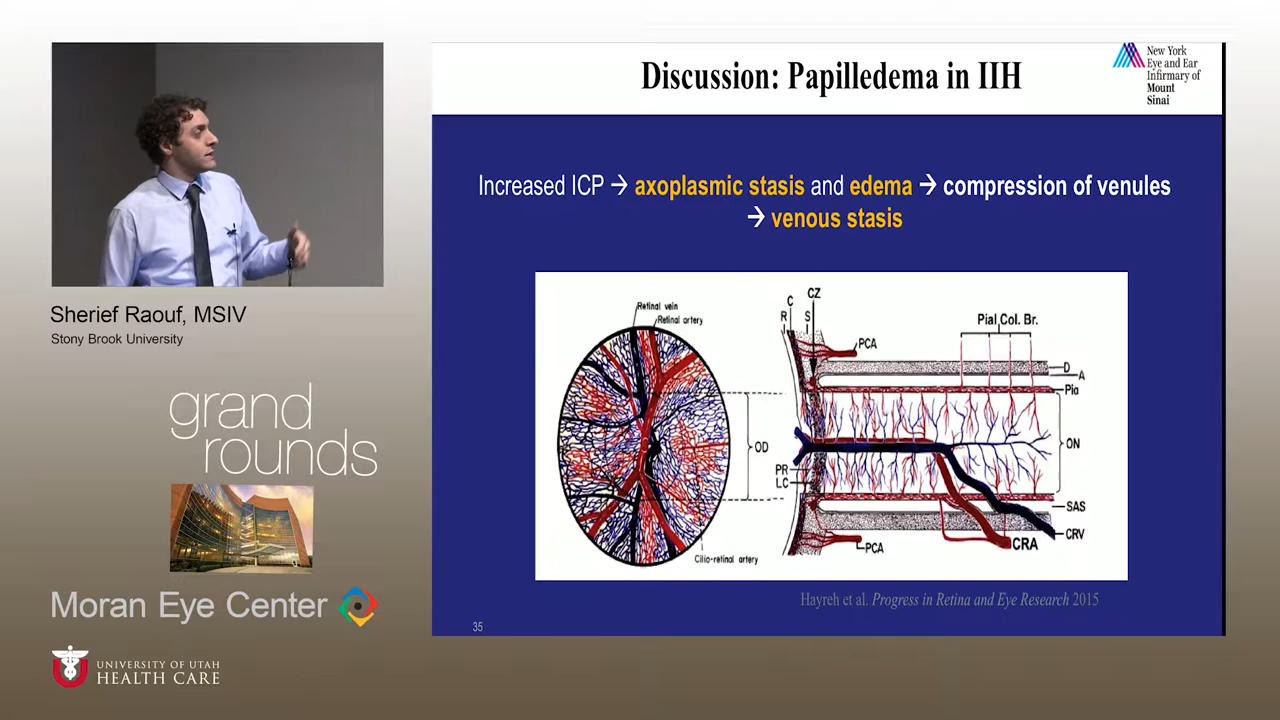 Discussion: Papilledema in IIH
New York
Eye and Ear
Infirmary of
Mount
Sinai
Increased ICP → axoplasmic stasis and edema → compression of venules
→ venous stasis
Retinal vein
Retinal artery
OD
Cilio-retinal artery
C
CZ
R
S
PCA
Pial Col. Br.
D
A
Pia
ON
PR
LC
SAS
CRV
CRA
PCA
Hayreh et al. Progress in Retina and Eye Research 2015
35
Sherief Raouf, MSIV
Stony Brook University
grand
rounds
Moran Eye Center
UNIVERSITY OF UTAH
HEALTH CARE